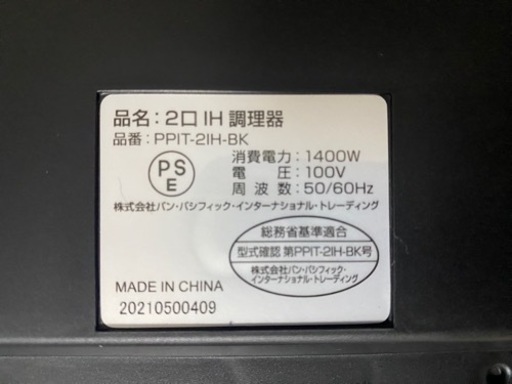 品名：2口IH調理器
品番：PPIT-2IH-BK
PS
E
消費電力：1400W
電圧：100V
周波数：50/60Hz
株式会社パン・パシフィック・インターナショナル・トレーディング
総務省基準適合
型式確認 第PPIT-2IH-BK号
株式会社パン・パシフィック・インターナショナル・トレーディング
MADE IN CHINA
20210500409